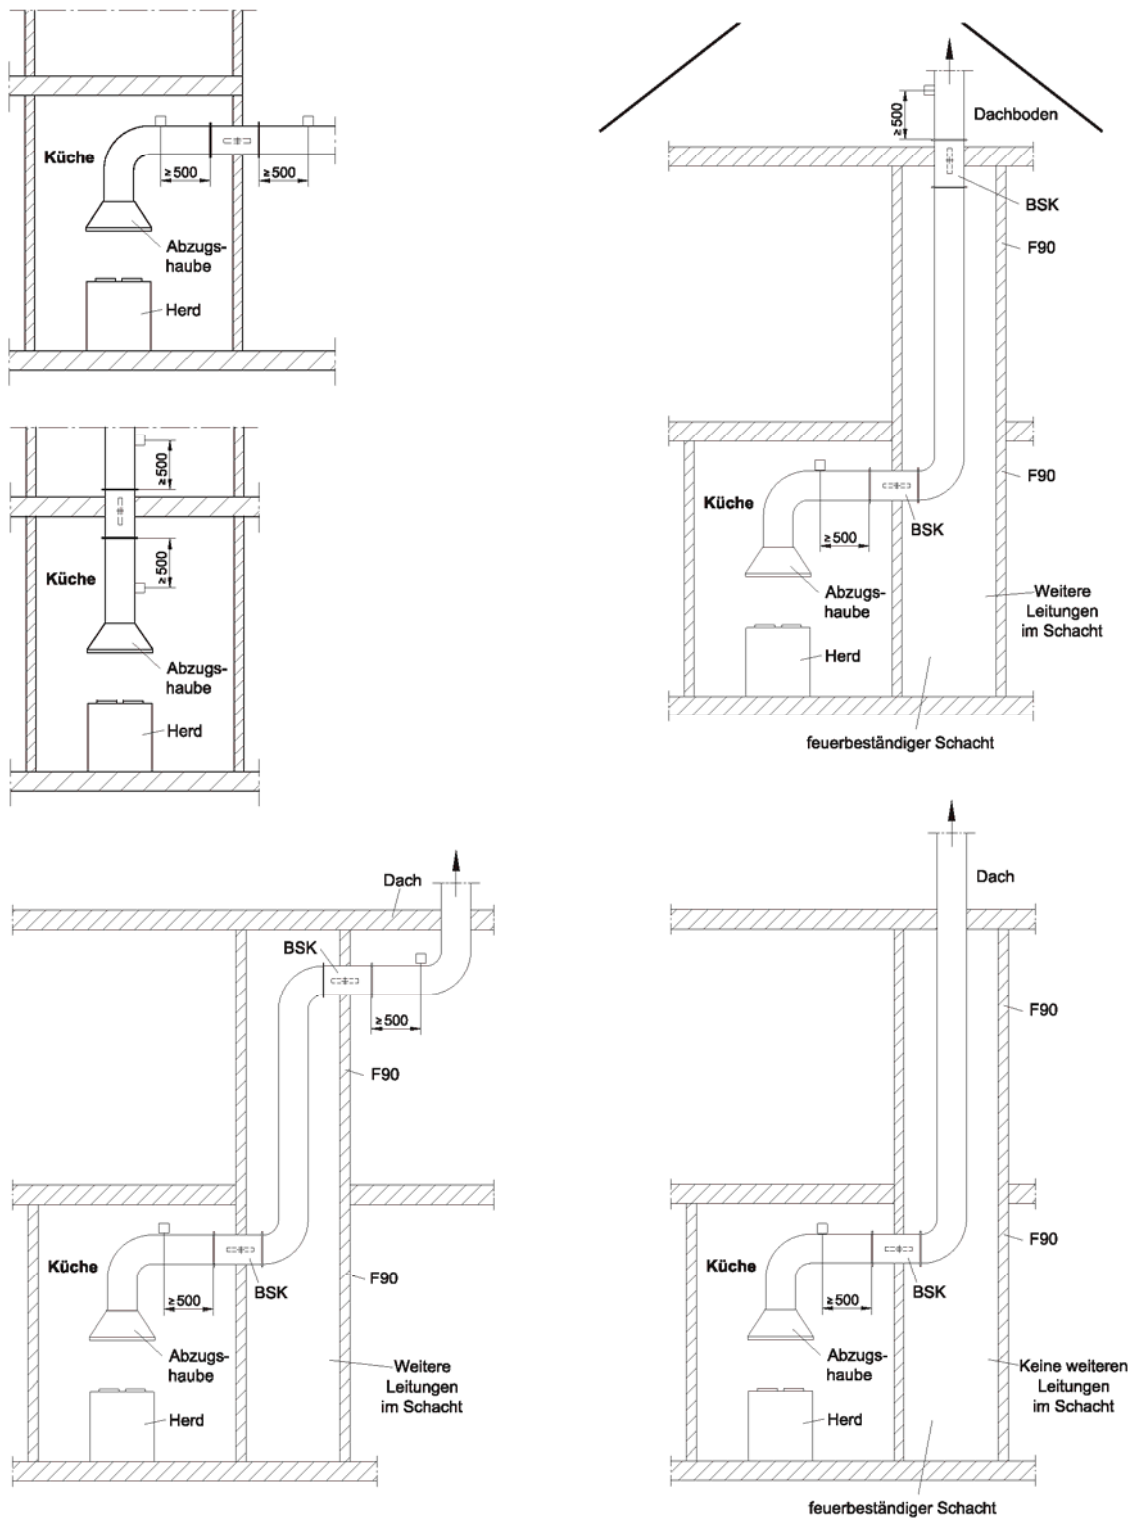 Küche
≥500
≥500
Abzugs-
haube
Herd
≥500
≥500
Küche
Abzugs-
haube
Herd
≥500
Dachboden
BSK
F90
F90
Küche
BSK
≥500
Abzugs-
haube
Herd
Weitere
Leitungen
im Schacht
feuerbeständiger Schacht
Dach
BSK
≥500
F90
Küche
BSK
F90
≥500
Abzugs-
haube
Herd
Weitere
Leitungen
im Schacht
Dach
F90
F90
Küche
BSK
≥500
Abzugs-
haube
Herd
Keine weiteren
Leitungen
im Schacht
feuerbeständiger Schacht